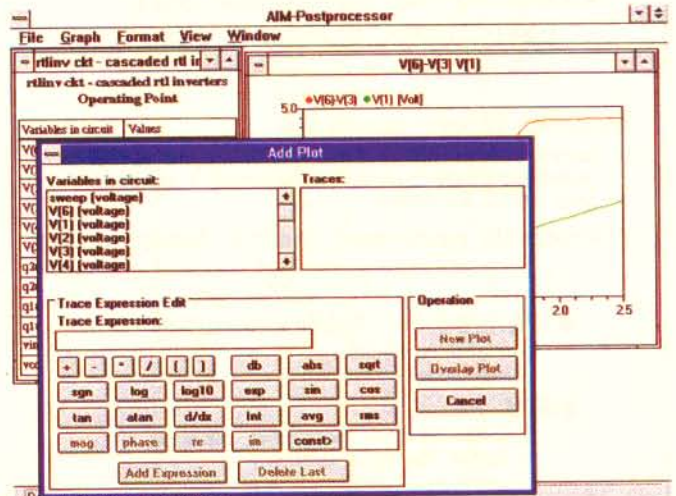 AIM-Postprocessor
File Graph Format View Window
rtlinv ckt - cascaded rtl in
rtlinv ckt - cascaded rtl inverters
Operating Point
Variables in circuit Values
V[6]-V[3] V[1]
V[6]-V[3] V[1] [Volt]
5.0
2.0 2.5
Add Plot
Variables in circuit:
sweep [voltage]
V[6] [voltage]
V[1] [voltage]
V[2] [voltage]
V[3] [voltage]
V[4] [voltage]
Traces:
Trace Expression Edit
Trace Expression:
+ - * / [ ] db abs sqrt
sgn log log10 exp sin cos
tan atan d/dx Int avg rms
mag phase re im const>
Add Expression Delete Last
Operation
New Plot
Overlap Plot
Cancel